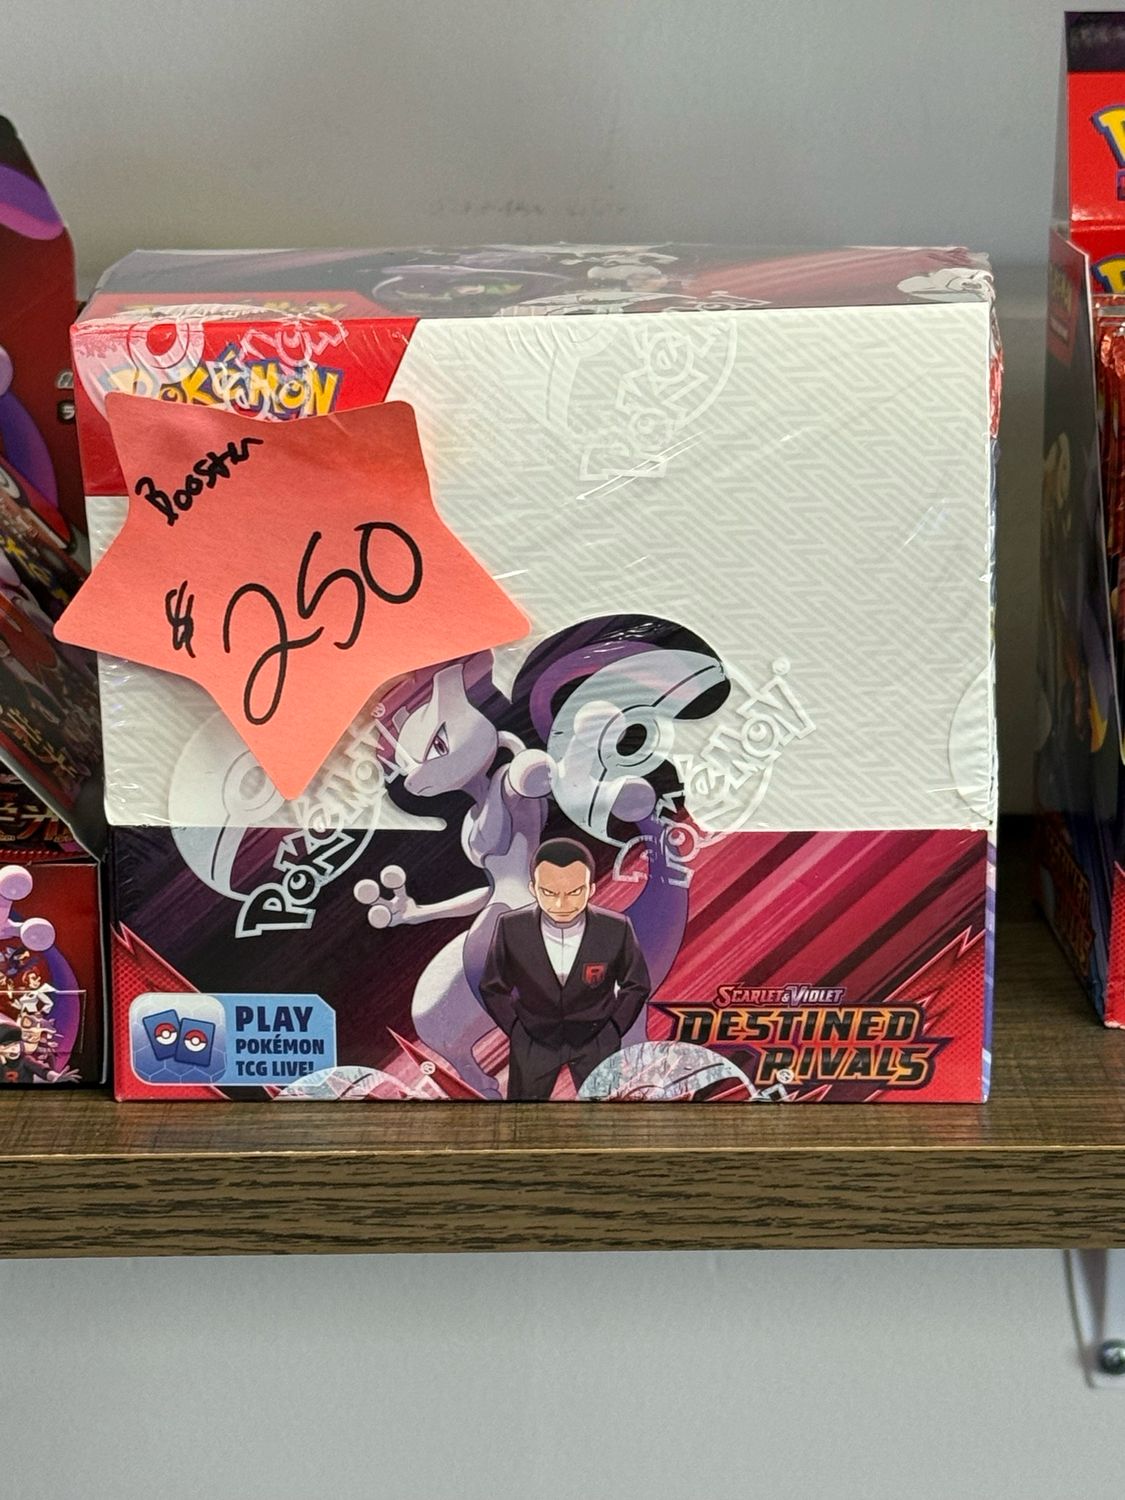 POKÉMON
Booster
$250
Pokémon
Pokémon
Pokémon
PLAY
POKÉMON
TCG LIVE!
SCARLET & VIOLET
DESTINED
RIVALS
R